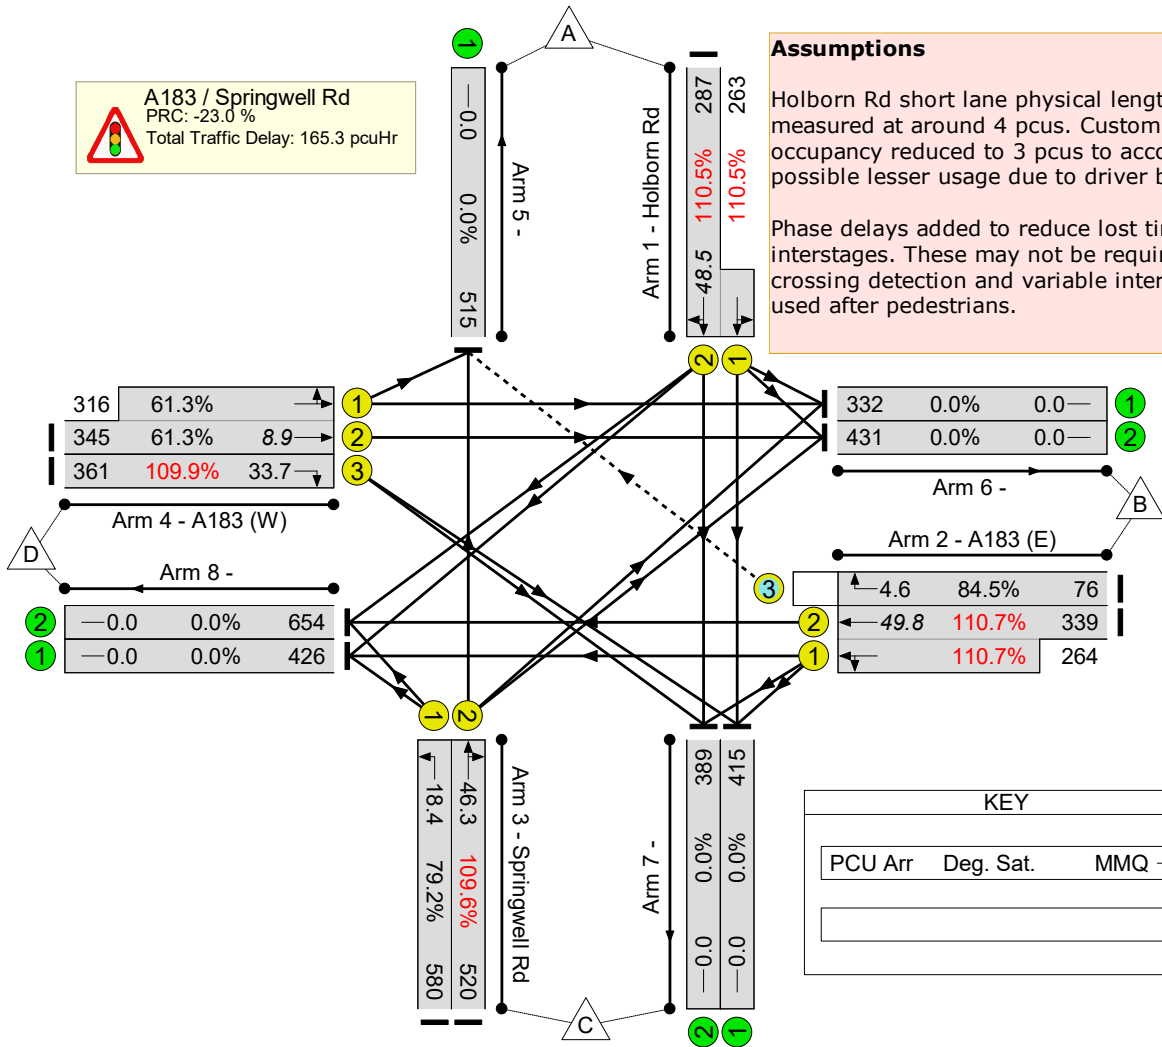 A183 / Springwell Rd
PRC: -23.0 %
Total Traffic Delay: 165.3 pcuHr
Assumptions
Holborn Rd short lane physical lengt
measured at around 4 pcus. Custom
occupancy reduced to 3 pcus to acco
possible lesser usage due to driver b
Phase delays added to reduce lost ti
interstages. These may not be requir
crossing detection and variable inter
used after pedestrians.
A
1
0.0 0.0% 515
Arm 5 -
Arm 1 - Holborn Rd
287 110.5% 48.5
263 110.5%
2 1
316 61.3% 1
345 61.3% 8.9 2
361 109.9% 33.7 3
Arm 4 - A183 (W)
D
Arm 8 -
2 0.0 0.0% 654
1 0.0 0.0% 426
332 0.0% 0.0 1
431 0.0% 0.0 2
Arm 6 -
B
Arm 2 - A183 (E)
3 4.6 84.5% 76
2 49.8 110.7% 339
1 110.7% 264
1 2
18.4 79.2% 580
46.3 109.6% 520
Arm 3 - Springwell Rd
C
Arm 7 -
389 0.0% 0.0
415 0.0% 0.0
2 1
KEY
PCU Arr Deg. Sat. MMQ